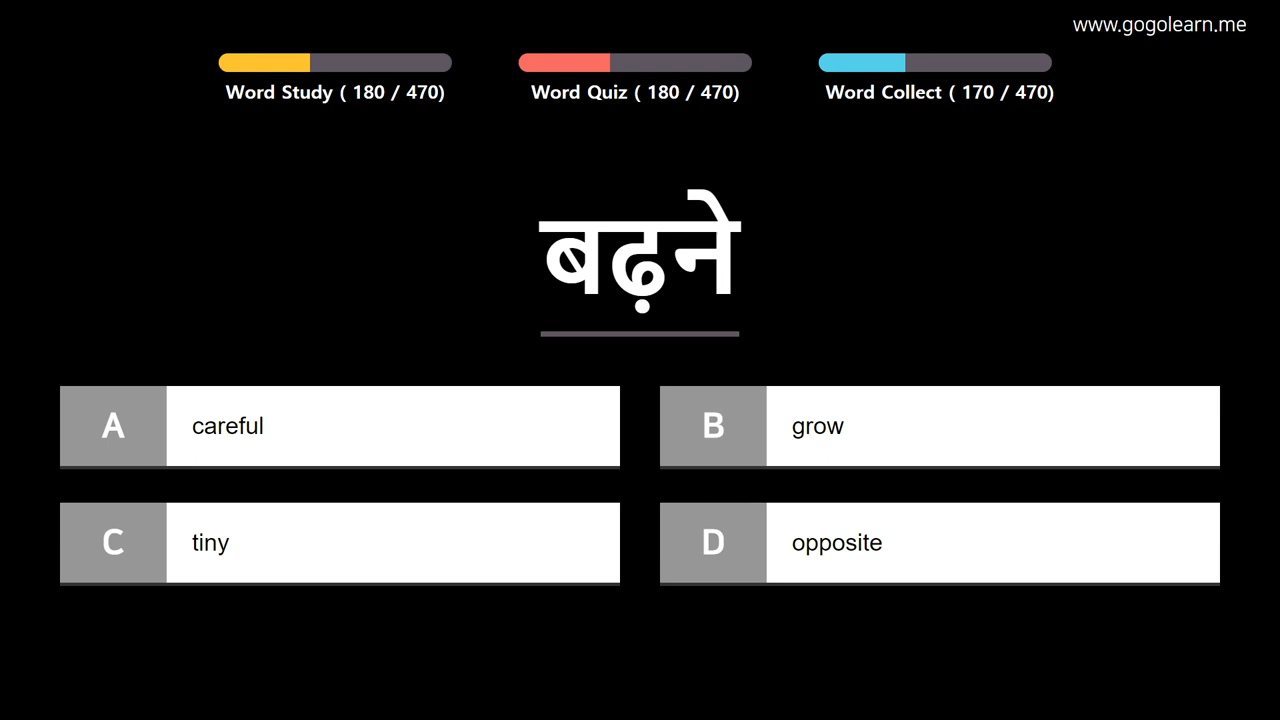 www.gogolearn.me
Word Study ( 180 / 470) Word Quiz ( 180 / 470) Word Collect ( 170 / 470)
बढ़ने
A careful B grow
C tiny D opposite